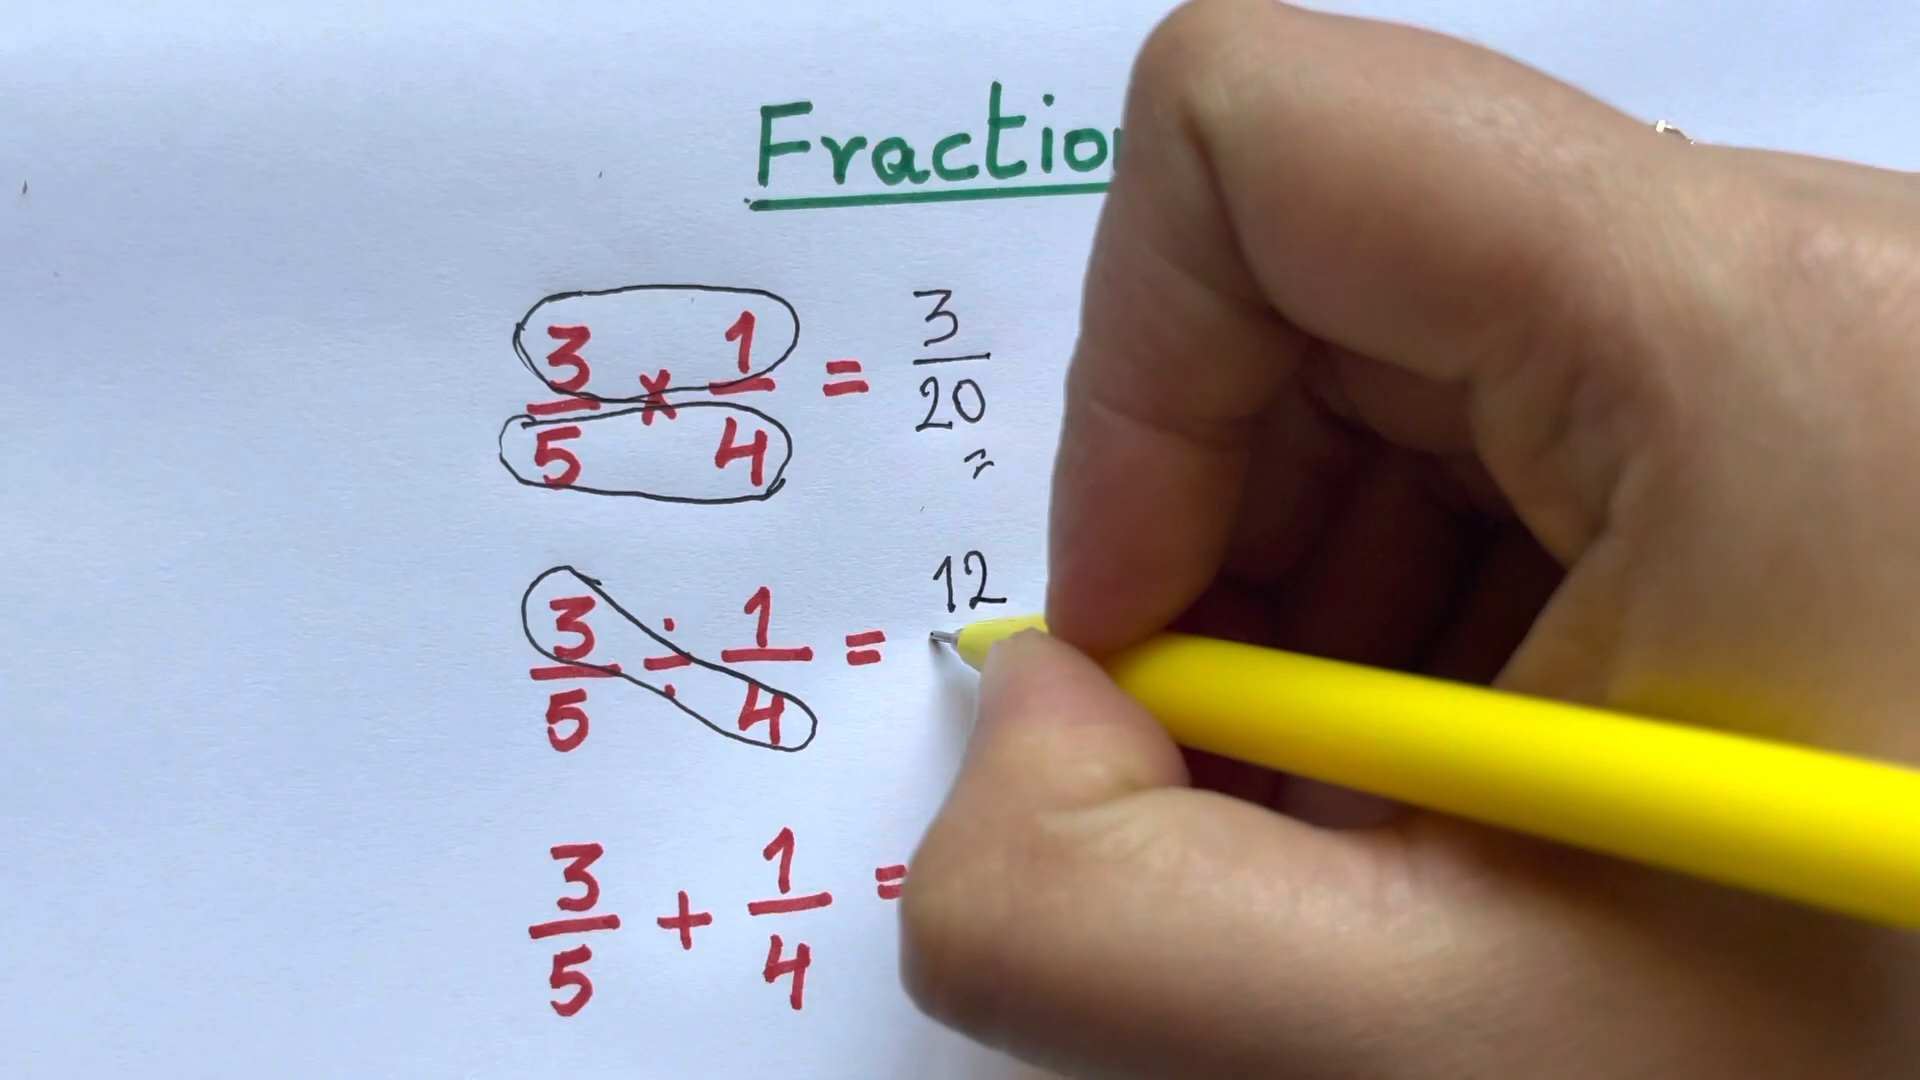 Fractio
3/5 × 1/4 = 3/20
3/5 ÷ 1/4 = 12
3/5 + 1/4 =